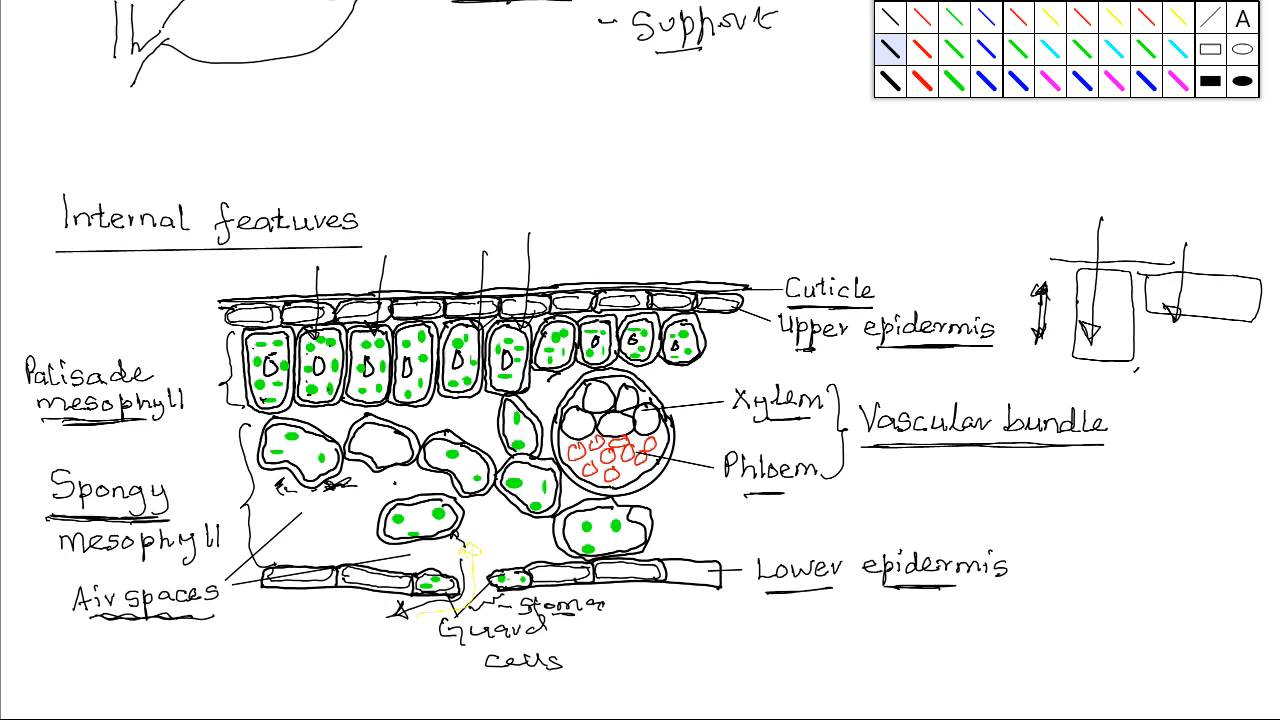 - Support
A
Internal features
Cuticle
Upper epidermis
Palisade
mesophyll
Xylem
Vascular bundle
Phloem
Spongy
mesophyll
Lower epidermis
Air spaces
Stoma
Guard
cells